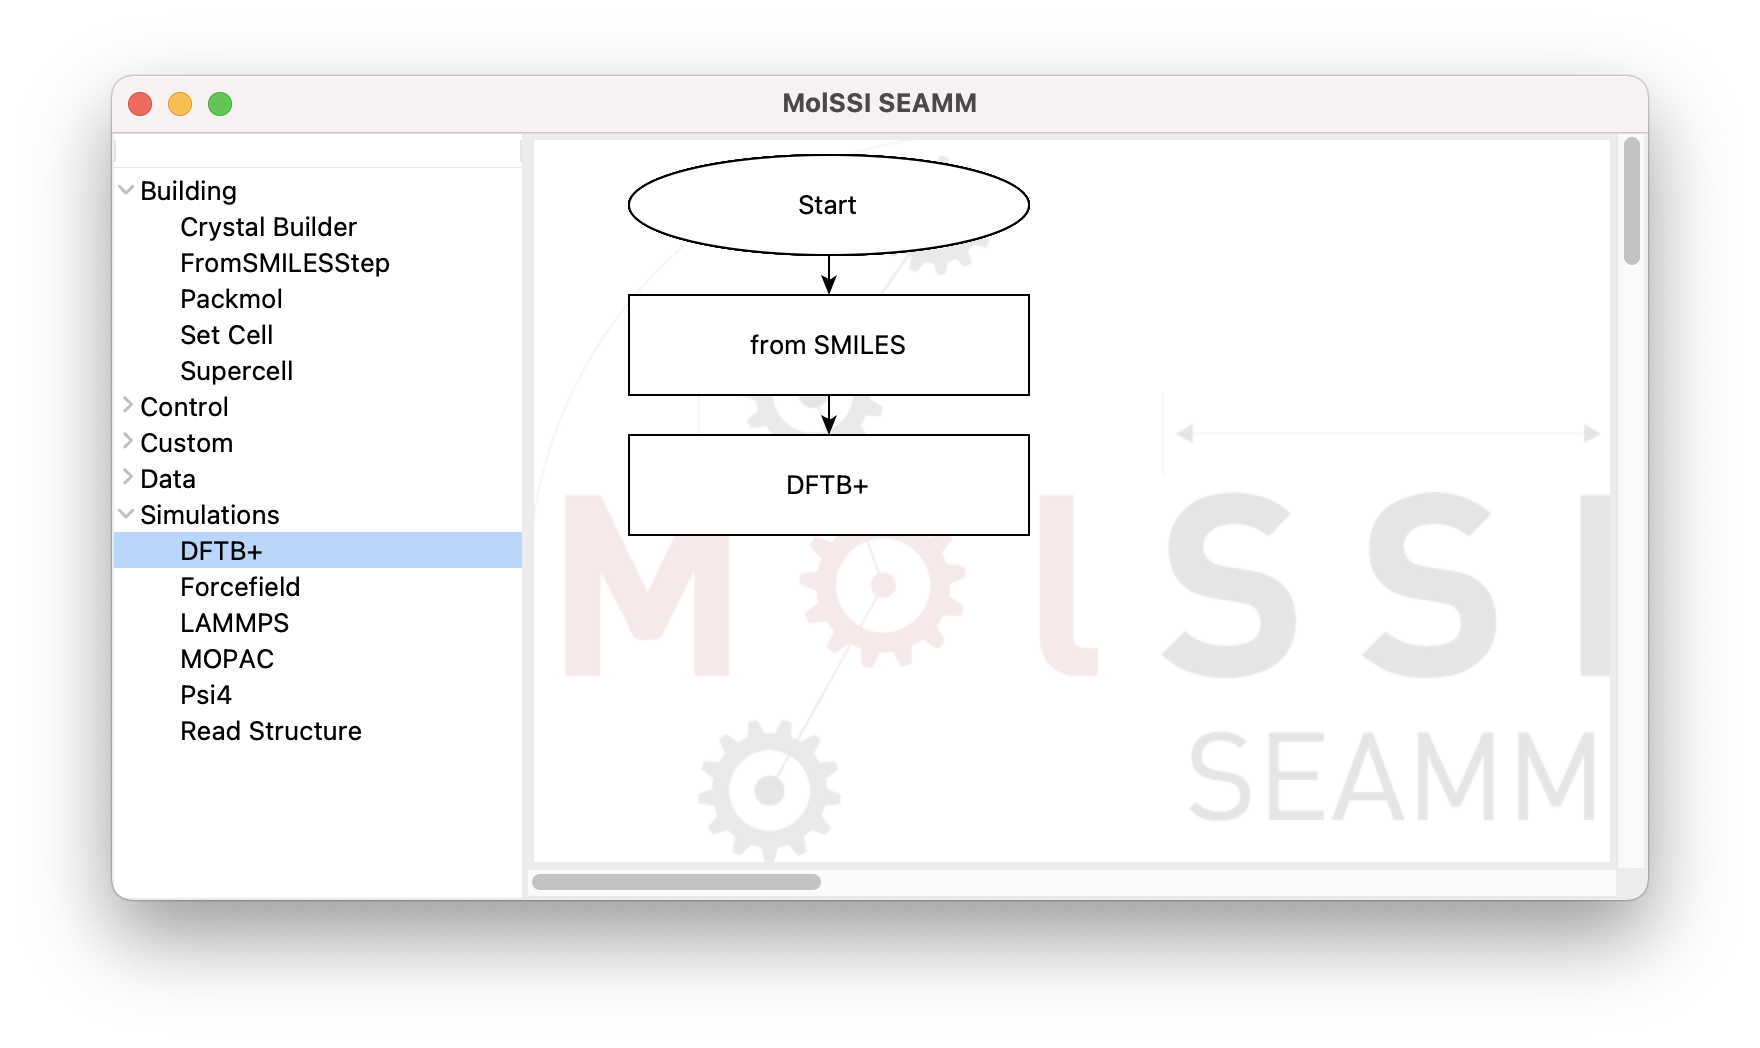 MolSSI SEAMM
Building
Crystal Builder
FromSMILESStep
Packmol
Set Cell
Supercell
Control
Custom
Data
Simulations
DFTB+
Forcefield
LAMMPS
MOPAC
Psi4
Read Structure
Start
from SMILES
DFTB+
MolSSI
SEAMM